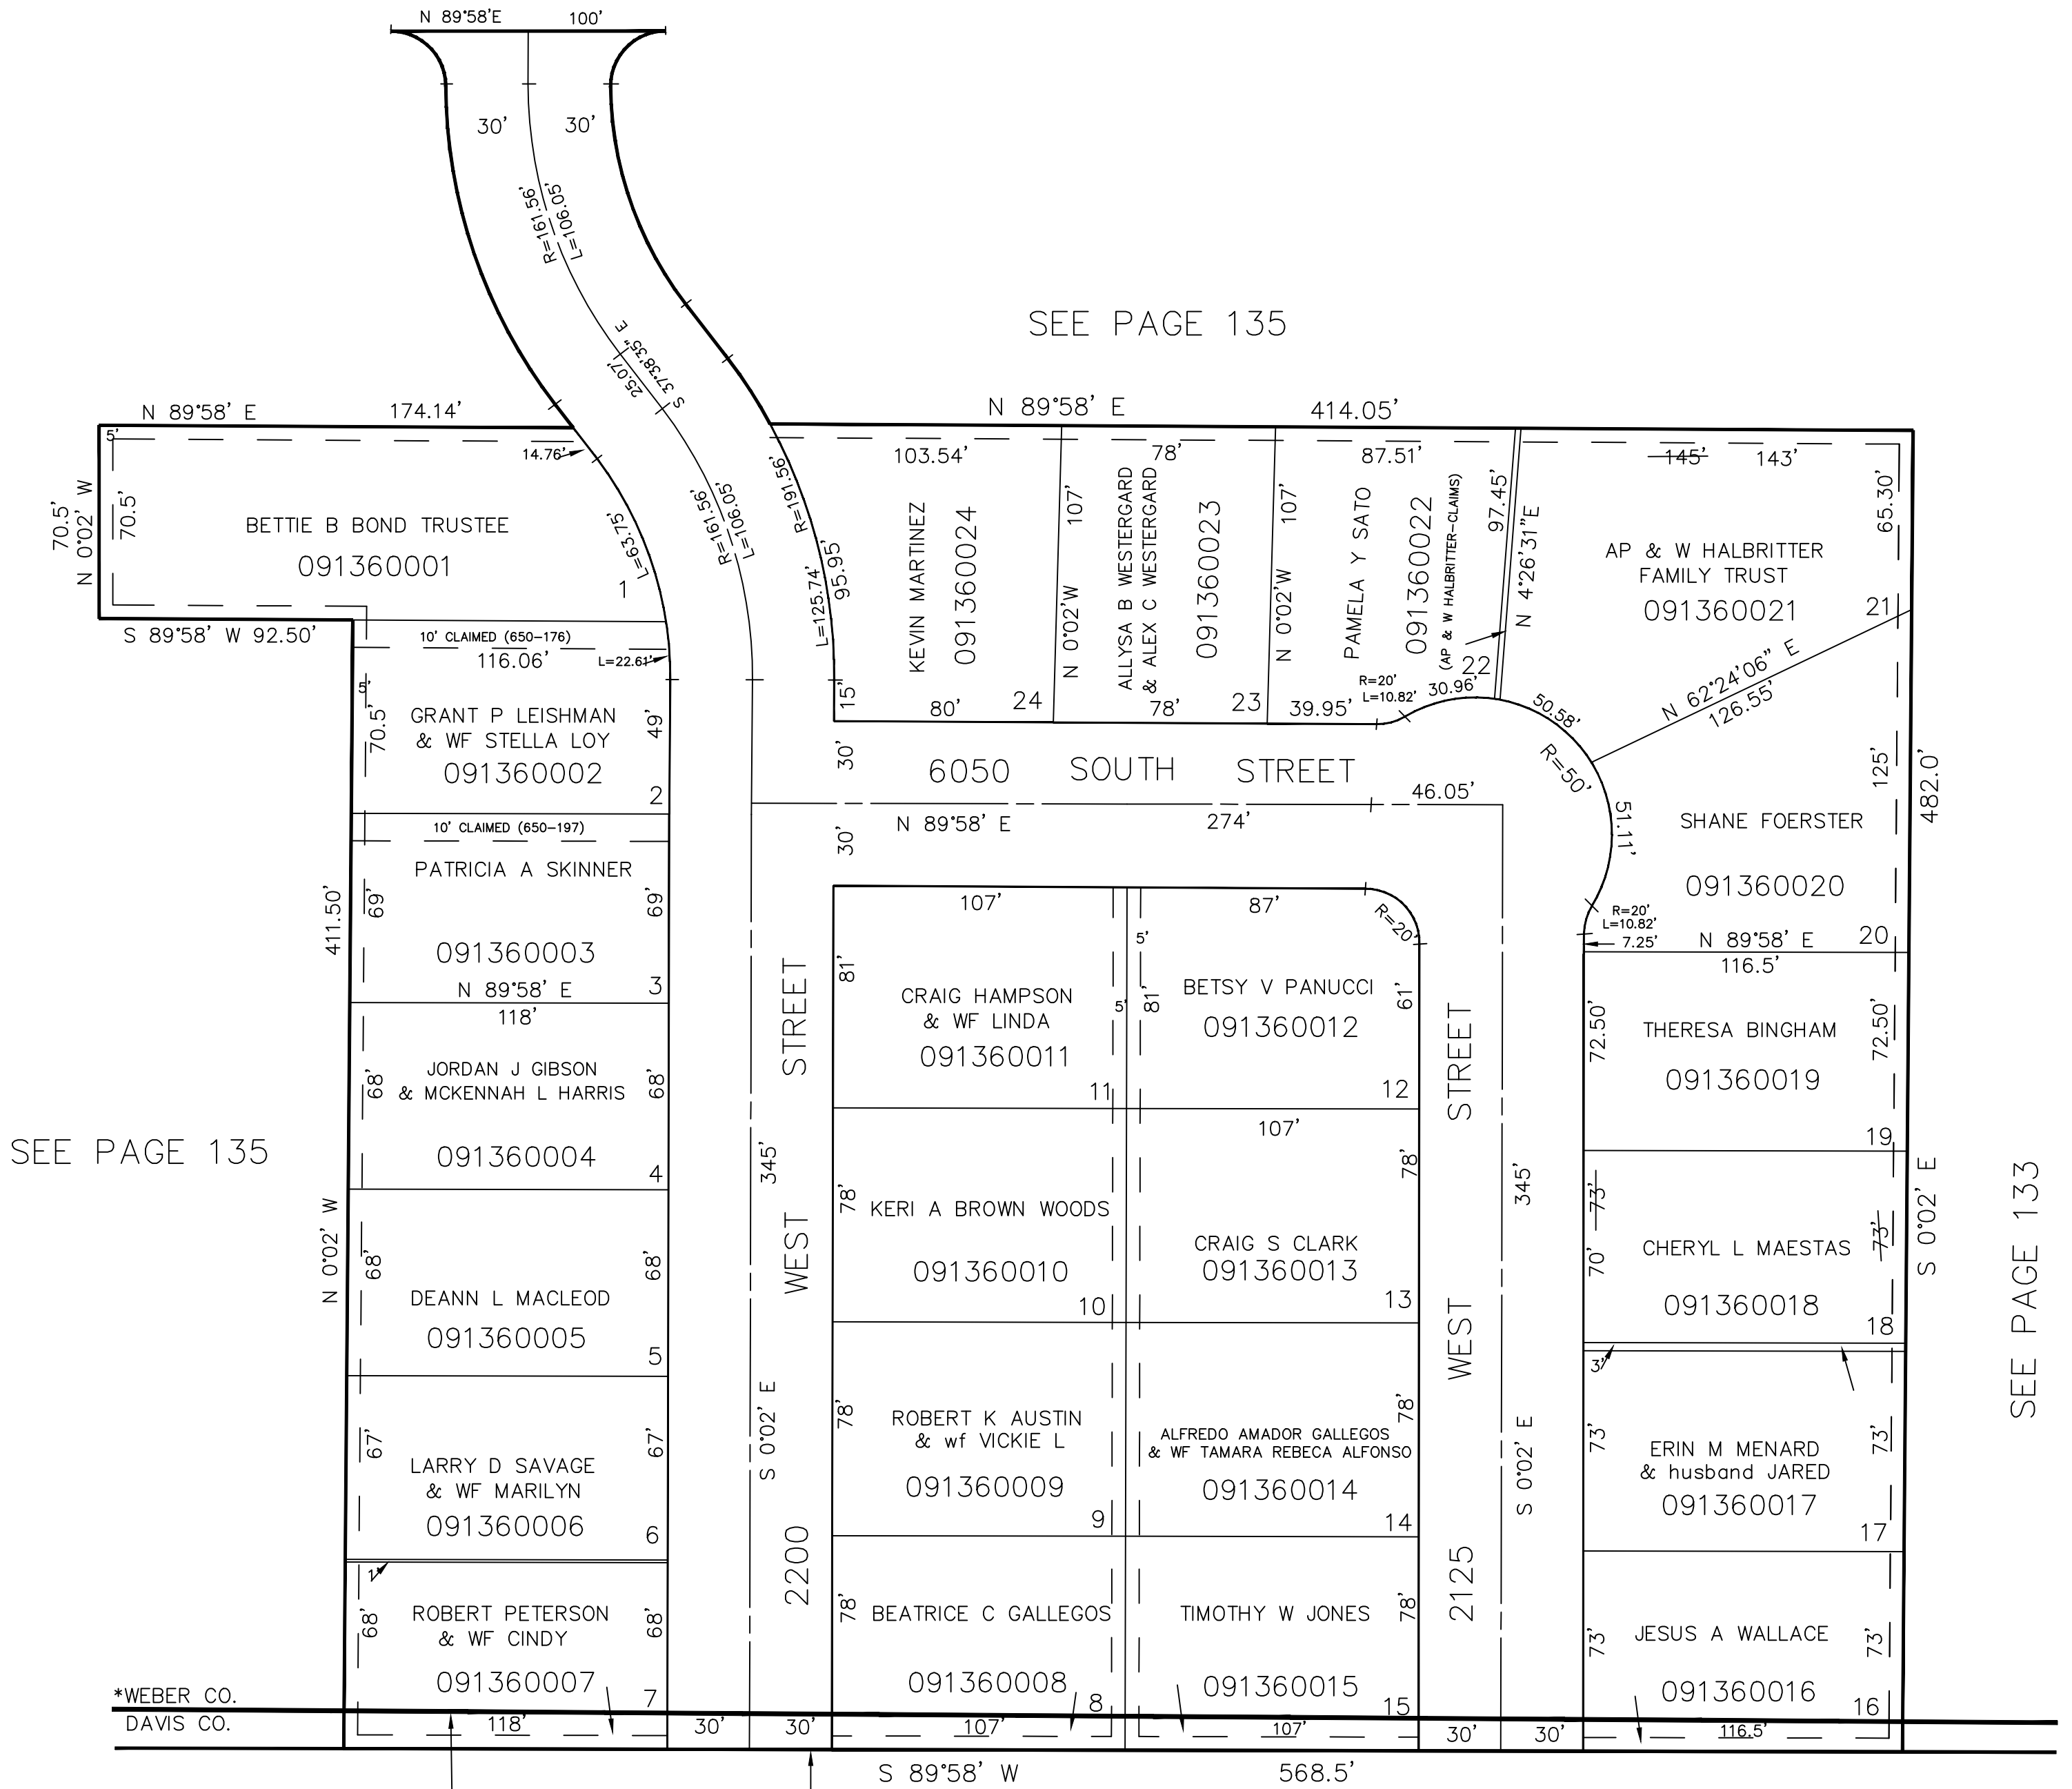 N 89°58'E 100'
30' 30'
R=161.56'
L=106.05'
S 37°38'35" E
25.07'
SEE PAGE 135
N 89°58' E 174.14'
N 89°58' E 414.05'
5'
14.76'
70.5'
N 0°02' W
70.5'
BETTIE B BOND TRUSTEE
091360001
1
L=63.75'
R=161.56'
L=106.05'
R=191.56'
L=125.74'
95.95'
15'
S 89°58' W 92.50'
103.54'
KEVIN MARTINEZ
091360024
80'
24
107'
N 0°02'W
78'
ALLYSA B WESTERGARD
& ALEX C WESTERGARD
091360023
78'
23
107'
N 0°02'W
87.51'
PAMELA Y SATO
091360022
(AP & W HALBRITTER-CLAIMS)
22
39.95'
R=20'
L=10.82'
30.96'
97.45'
N 4°26'31"E
145' 143'
65.30'
AP & W HALBRITTER
FAMILY TRUST
091360021
21
50.58'
R=50'
51.11'
N 62°24'06" E
126.55'
10' CLAIMED (650-176)
116.06'
L=22.61'
5'
70.5'
49'
GRANT P LEISHMAN
& WF STELLA LOY
091360002
2
30'
6050 SOUTH STREET
46.05'
N 89°58' E 274'
30'
125'
482.0'
SHANE FOERSTER
091360020
20
R=20'
L=10.82'
7.25'
N 89°58' E
116.5'
10' CLAIMED (650-197)
PATRICIA A SKINNER
69'
69'
091360003
3
411.50'
N 89°58' E
118'
107'
81'
CRAIG HAMPSON
& WF LINDA
091360011
11
5'
5'
81'
87'
R=20'
BETSY V PANUCCI
091360012
61'
12
72.50'
THERESA BINGHAM
091360019
72.50'
19
JORDAN J GIBSON
& MCKENNAH L HARRIS
68'
68'
091360004
4
SEE PAGE 135
N 0°02' W
2200 WEST STREET
S 0°02' E 345'
107'
78'
KERI A BROWN WOODS
091360010
10
78'
CRAIG S CLARK
091360013
13
2125 WEST STREET
S 0°02' E 345'
73'
70'
CHERYL L MAESTAS
73'
091360018
18
S 0°02' E
SEE PAGE 133
68'
68'
DEANN L MACLEOD
091360005
5
78'
ROBERT K AUSTIN
& wf VICKIE L
091360009
9
78'
ALFREDO AMADOR GALLEGOS
& WF TAMARA REBECA ALFONSO
091360014
14
3'
73'
ERIN M MENARD
& husband JARED
73'
091360017
17
67'
67'
LARRY D SAVAGE
& WF MARILYN
091360006
6
1'
68'
68'
ROBERT PETERSON
& WF CINDY
091360007
7
78'
BEATRICE C GALLEGOS
091360008
8
78'
TIMOTHY W JONES
091360015
15
73'
JESUS A WALLACE
73'
091360016
16
*WEBER CO.
DAVIS CO.
118' 30' 30' 107' 107' 30' 30' 116.5'
S 89°58' W 568.5'